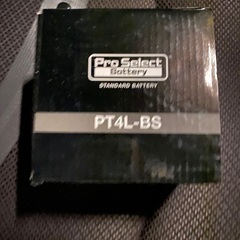 Pro Select
Battery
STANDARD BATTERY
PT4L-BS